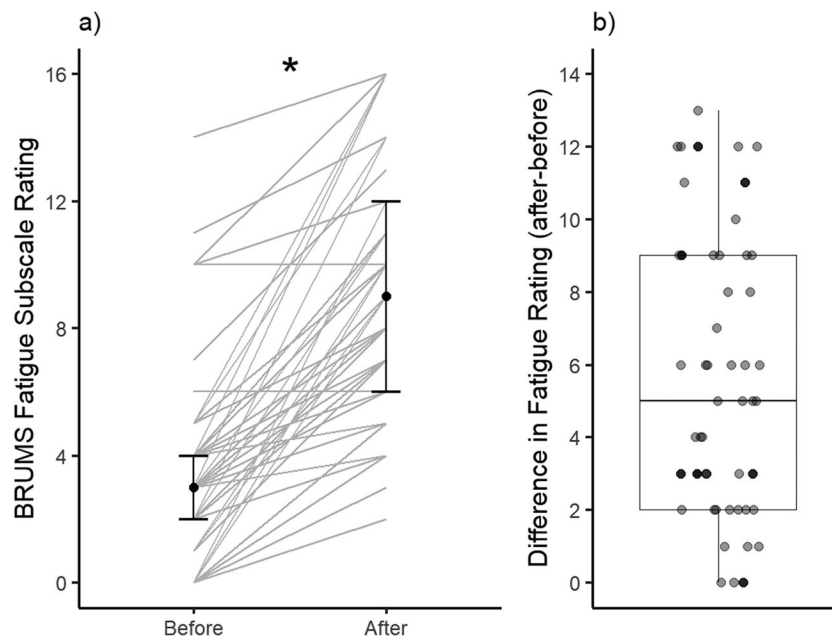 a)
*
BRUMS Fatigue Subscale Rating
16
12
8
4
0
Before
After
b)
Difference in Fatigue Rating (after-before)
14
12
10
8
6
4
2
0